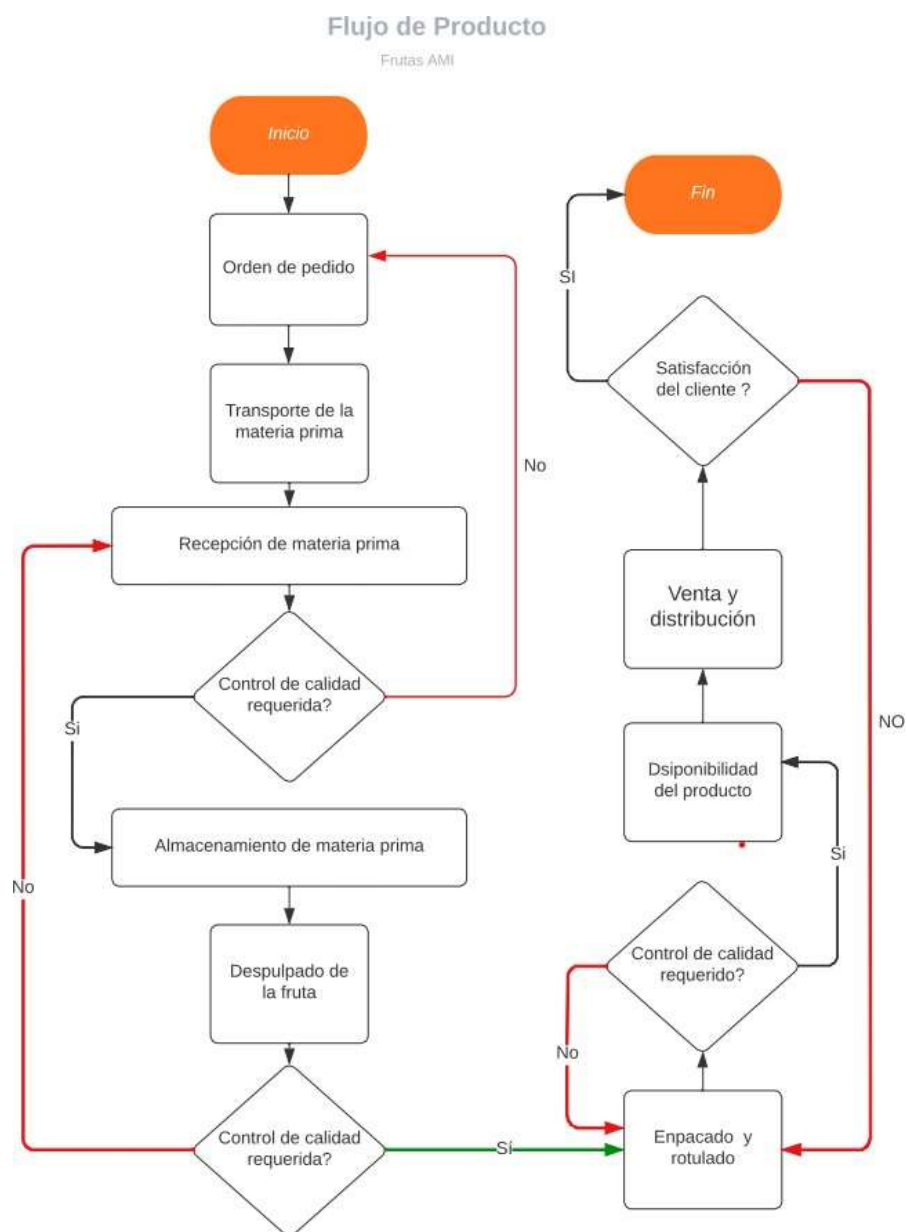 Flujo de Producto
Frutas AMI
Inicio
Orden de pedido
Transporte de la
materia prima
Recepción de materia prima
Control de calidad
requerida?
No
Si
Almacenamiento de materia prima
Despulpado de
la fruta
Control de calidad
requerida?
No
Sí
Enpacado y
rotulado
Control de calidad
requerido?
No
Si
Dsiponibilidad
del producto
Venta y
distribución
Satisfacción
del cliente ?
NO
SI
Fin